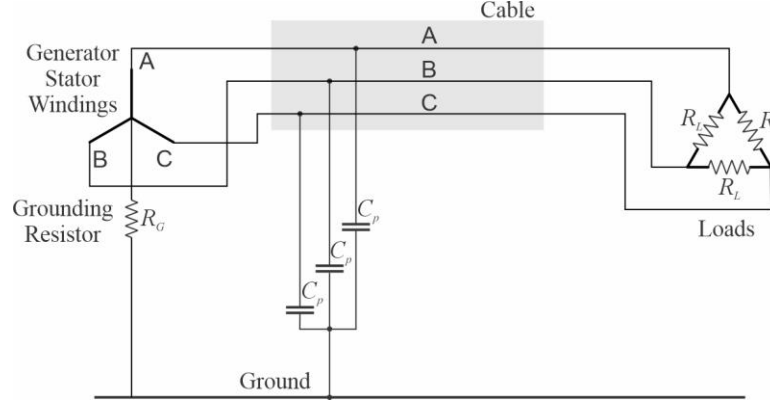 Cable
Generator
Stator
Windings
A
A
B
C
B
C
R_L
R
R_L
Grounding
Resistor
R_G
C_p
C_p
C_p
Loads
Ground